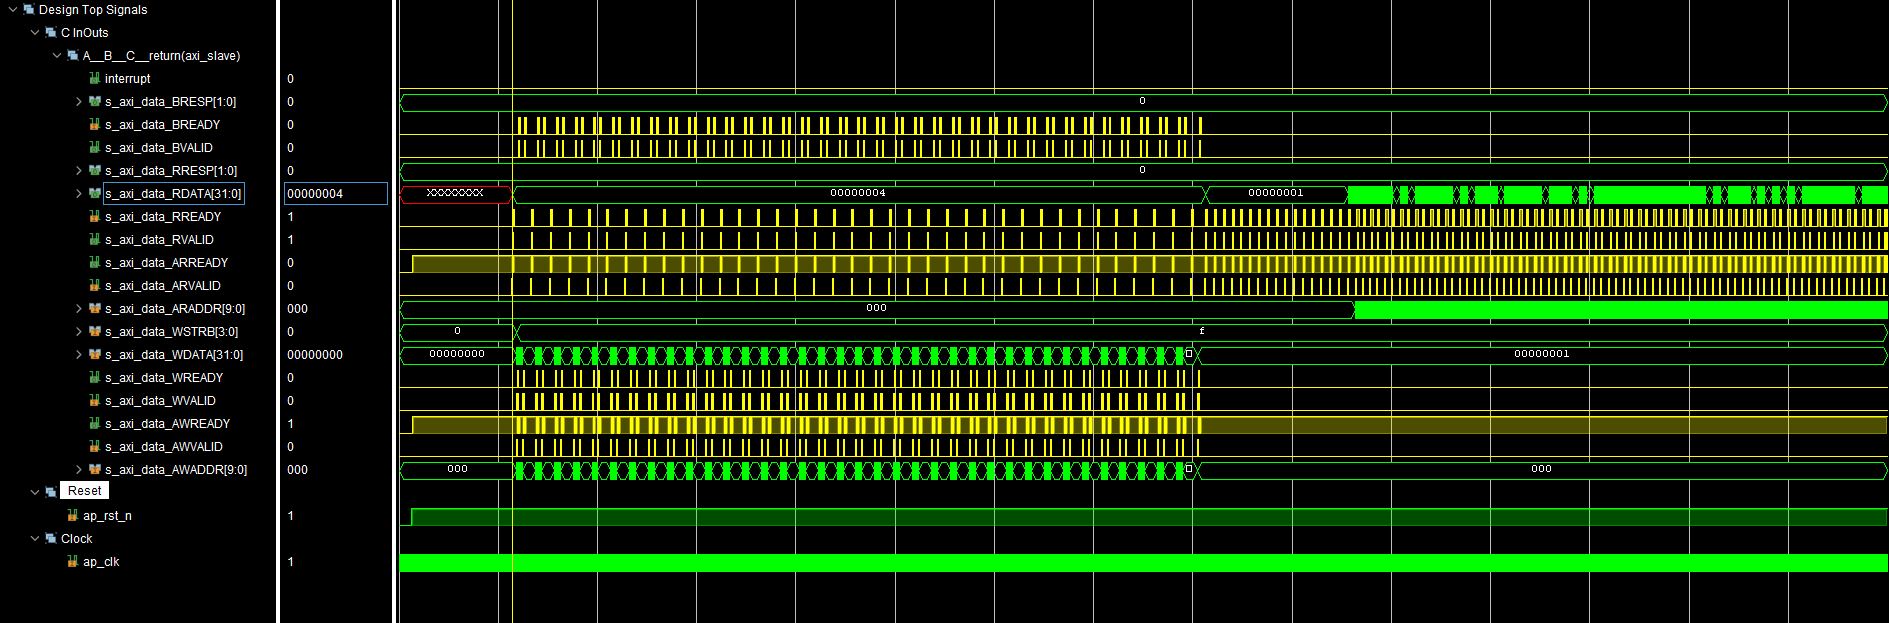 Design Top Signals
C InOuts
A__B__C__return(axi_slave)
interrupt 0
s_axi_data_BRESP[1:0] 0 0
s_axi_data_BREADY 0
s_axi_data_BVALID 0
s_axi_data_RRESP[1:0] 0 0
s_axi_data_RDATA[31:0] 00000004 XXXXXXXX 00000004 00000001
s_axi_data_RREADY 1
s_axi_data_RVALID 1
s_axi_data_ARREADY 0
s_axi_data_ARVALID 0
s_axi_data_ARADDR[9:0] 000 000
s_axi_data_WSTRB[3:0] 0 0 f
s_axi_data_WDATA[31:0] 00000000 00000000 00000001
s_axi_data_WREADY 0
s_axi_data_WVALID 0
s_axi_data_AWREADY 1
s_axi_data_AWVALID 0
s_axi_data_AWADDR[9:0] 000 000 000
Reset
ap_rst_n 1
Clock
ap_clk 1